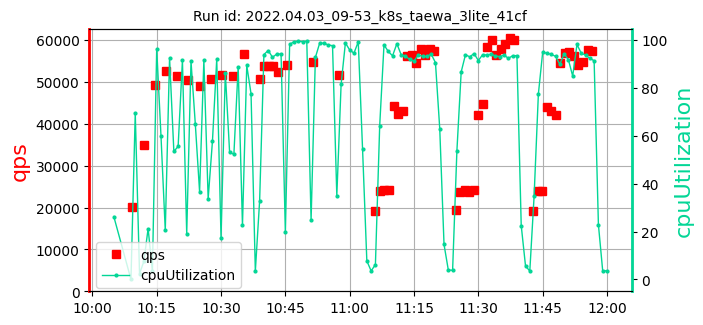 Run id: 2022.04.03_09-53_k8s_taewa_3lite_41cf
60000
50000
40000
30000
20000
10000
0
qps
100
80
60
40
20
0
cpuUtilization
qps
cpuUtilization
10:00 10:15 10:30 10:45 11:00 11:15 11:30 11:45 12:00